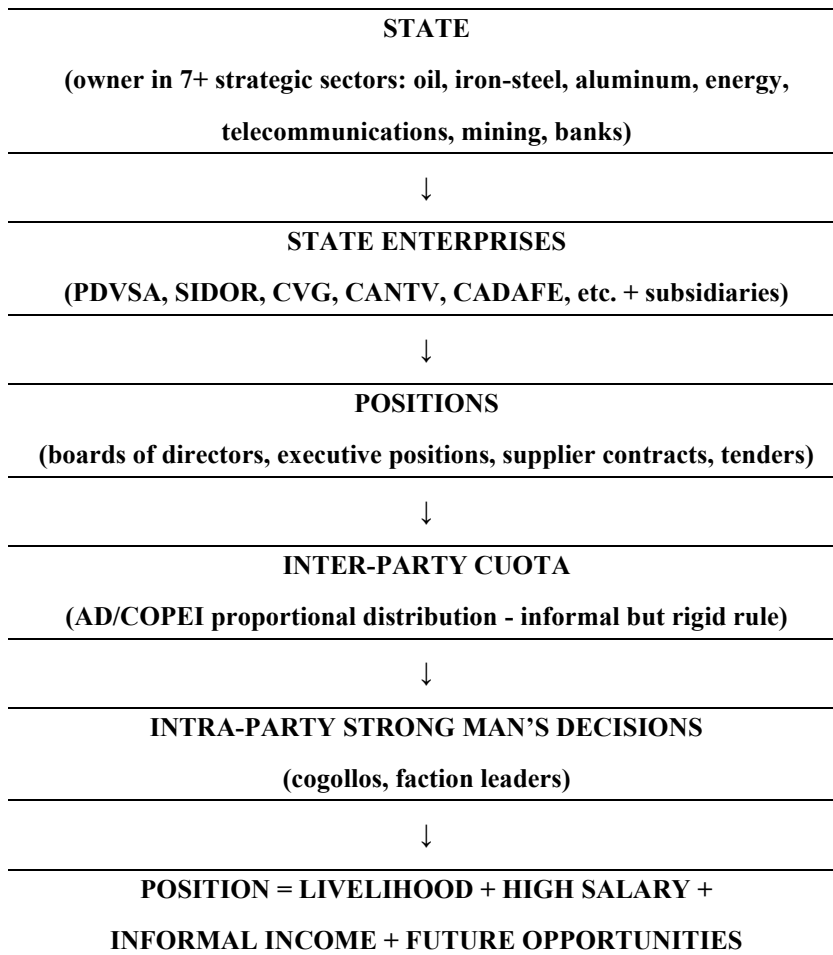 STATE
(owner in 7+ strategic sectors: oil, iron-steel, aluminum, energy,
telecommunications, mining, banks)
↓
STATE ENTERPRISES
(PDVSA, SIDOR, CVG, CANTV, CADAFE, etc. + subsidiaries)
↓
POSITIONS
(boards of directors, executive positions, supplier contracts, tenders)
↓
INTER-PARTY CUOTA
(AD/COPEI proportional distribution - informal but rigid rule)
↓
INTRA-PARTY STRONG MAN’S DECISIONS
(cogollos, faction leaders)
↓
POSITION = LIVELIHOOD + HIGH SALARY +
INFORMAL INCOME + FUTURE OPPORTUNITIES